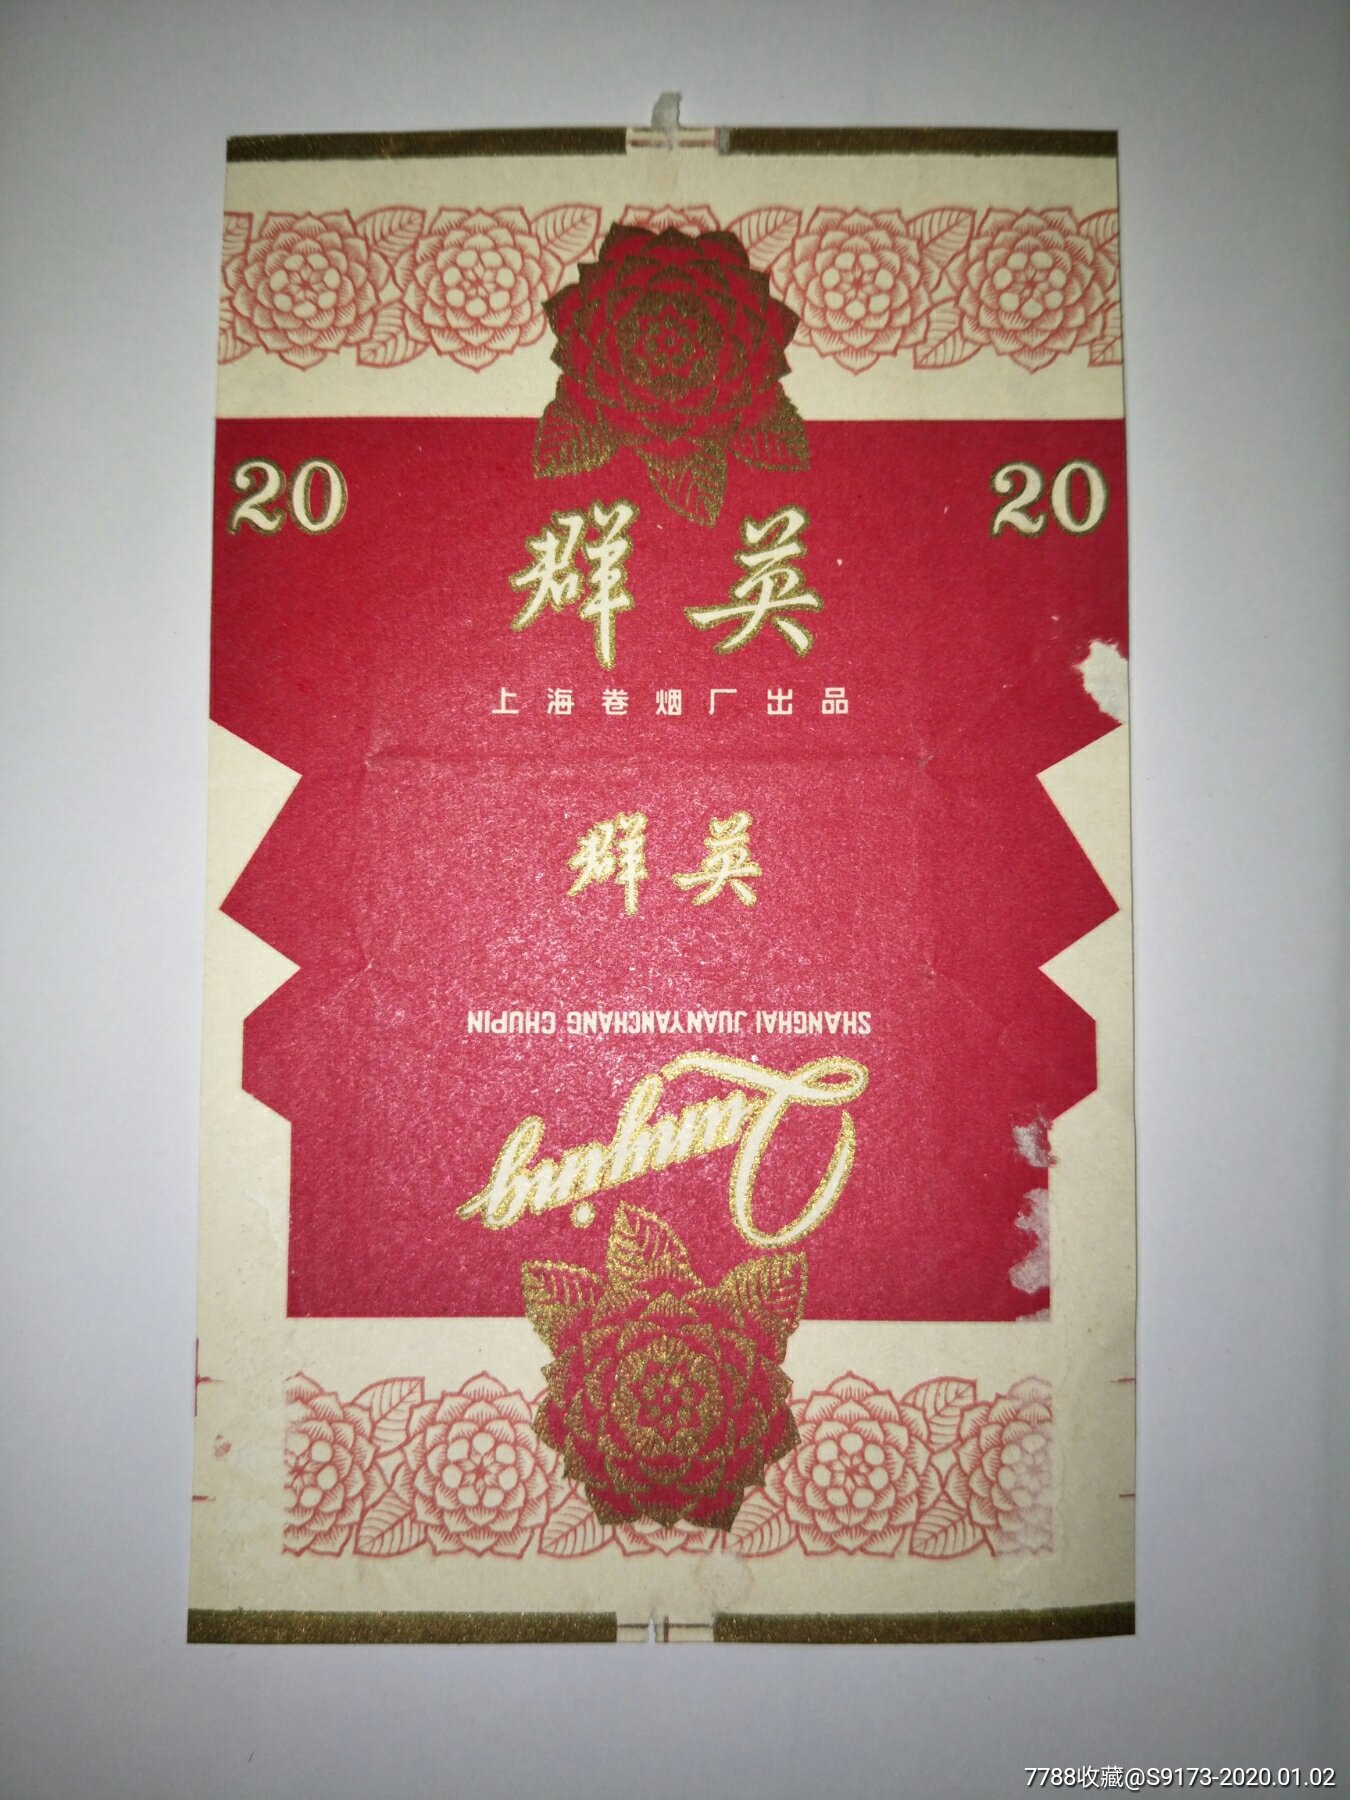 20 20
群英
上海卷烟厂出品
群英
SHANGHAI JUANYANCHANG CHUPIN
Qunying
7788收藏@S9173-2020.01.02